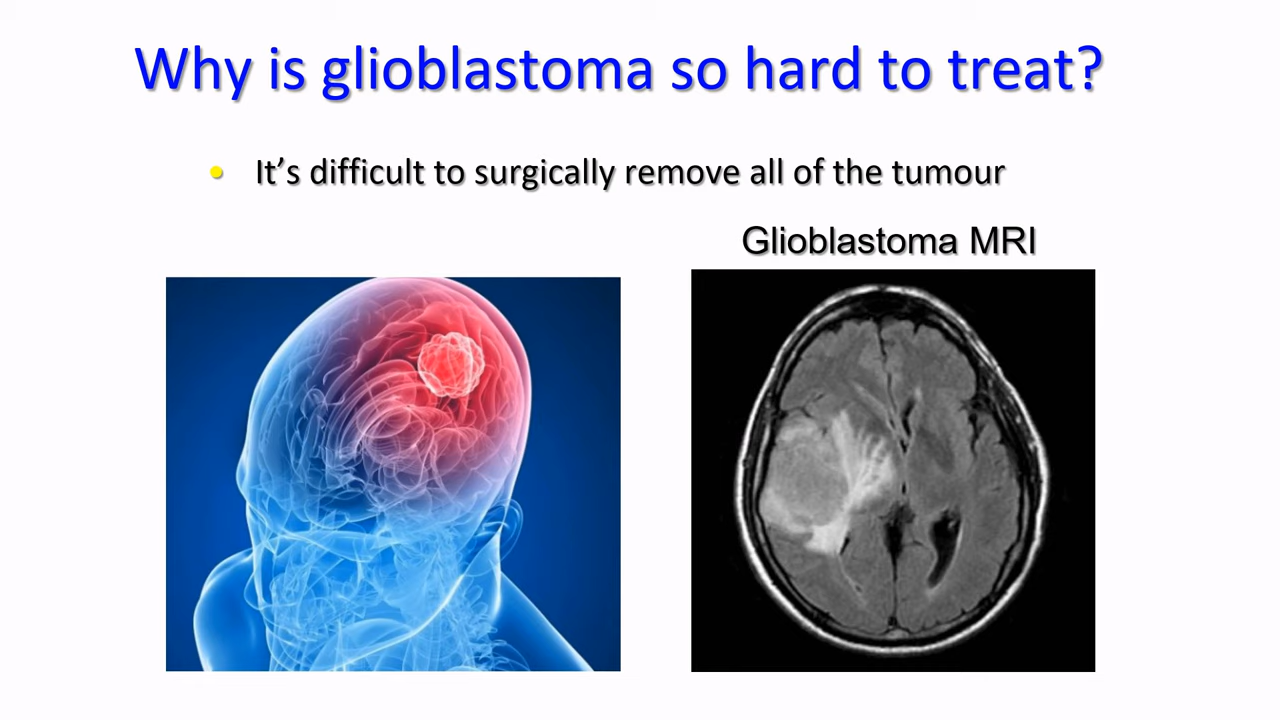 Why is glioblastoma so hard to treat?
• It’s difficult to surgically remove all of the tumour
Glioblastoma MRI